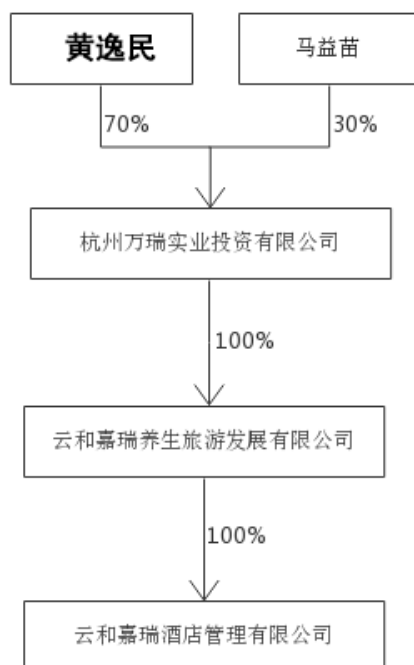 黄逸民
马益苗
70%
30%
杭州万瑞实业投资有限公司
100%
云和嘉瑞养生旅游发展有限公司
100%
云和嘉瑞酒店管理有限公司